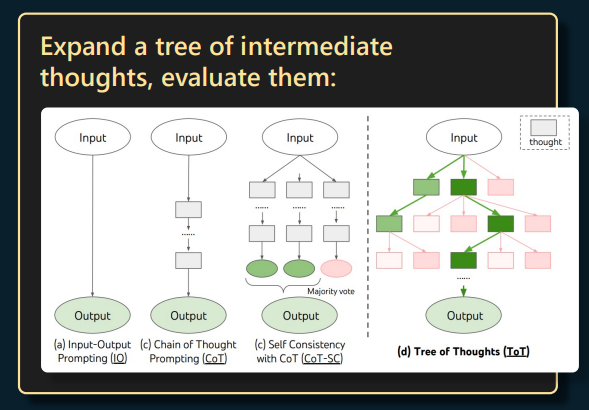 Expand a tree of intermediate
thoughts, evaluate them:
Input
Input
Input
Input
thought
......
......
......
......
......
Majority vote
Output
Output
Output
Output
(a) Input-Output
Prompting (IO)
(c) Chain of Thought
Prompting (CoT)
(c) Self Consistency
with CoT (CoT-SC)
(d) Tree of Thoughts (ToT)